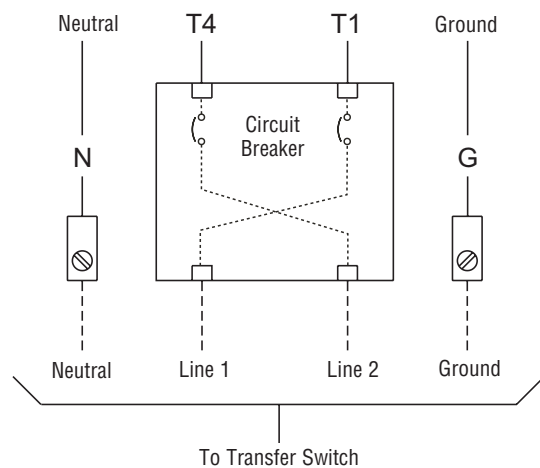 Neutral T4 T1 Ground
Circuit
Breaker
N G
Neutral Line 1 Line 2 Ground
To Transfer Switch